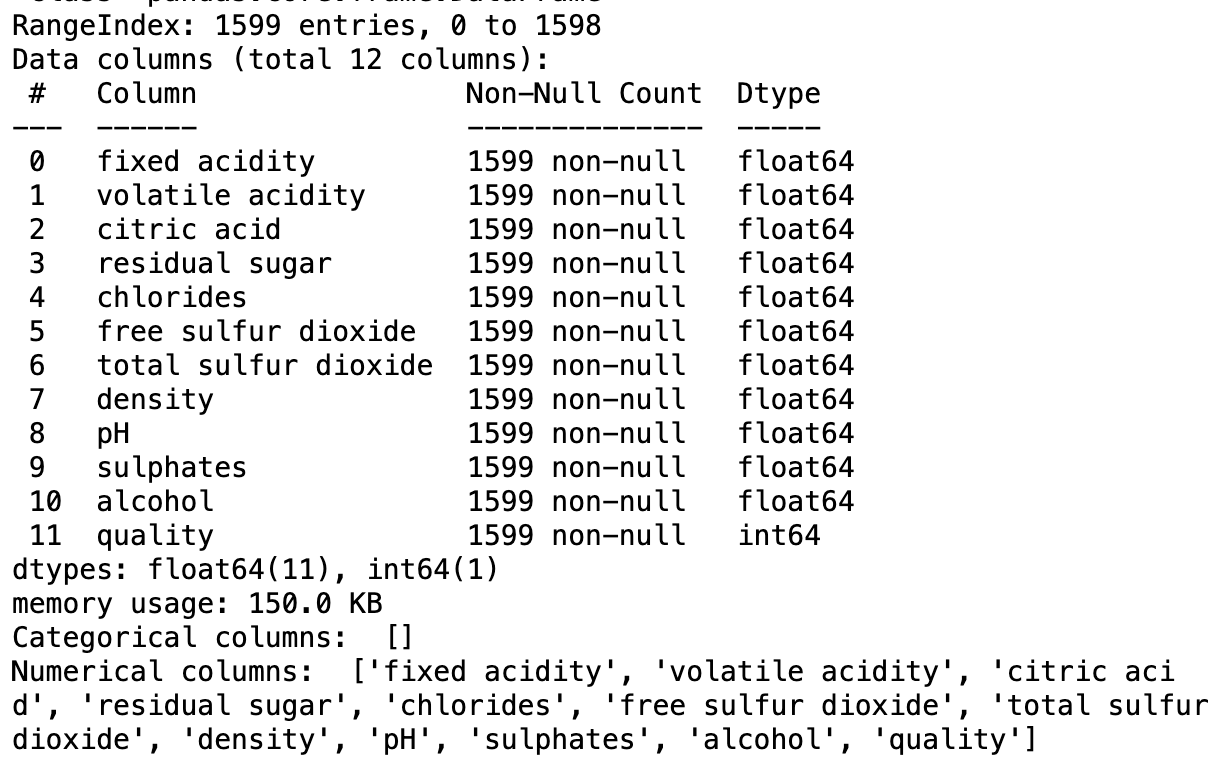 RangeIndex: 1599 entries, 0 to 1598
Data columns (total 12 columns):
 #   Column                Non-Null Count  Dtype
---  ------                --------------  -----
 0   fixed acidity         1599 non-null   float64
 1   volatile acidity      1599 non-null   float64
 2   citric acid           1599 non-null   float64
 3   residual sugar        1599 non-null   float64
 4   chlorides             1599 non-null   float64
 5   free sulfur dioxide   1599 non-null   float64
 6   total sulfur dioxide  1599 non-null   float64
 7   density               1599 non-null   float64
 8   pH                    1599 non-null   float64
 9   sulphates             1599 non-null   float64
 10  alcohol               1599 non-null   float64
 11  quality               1599 non-null   int64
dtypes: float64(11), int64(1)
memory usage: 150.0 KB
Categorical columns:  []
Numerical columns:  ['fixed acidity', 'volatile acidity', 'citric aci
d', 'residual sugar', 'chlorides', 'free sulfur dioxide', 'total sulfur
dioxide', 'density', 'pH', 'sulphates', 'alcohol', 'quality']